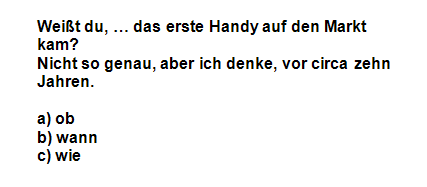 Weißt du, … das erste Handy auf den Markt
kam?
Nicht so genau, aber ich denke, vor circa zehn
Jahren.
a) ob
b) wann
c) wie